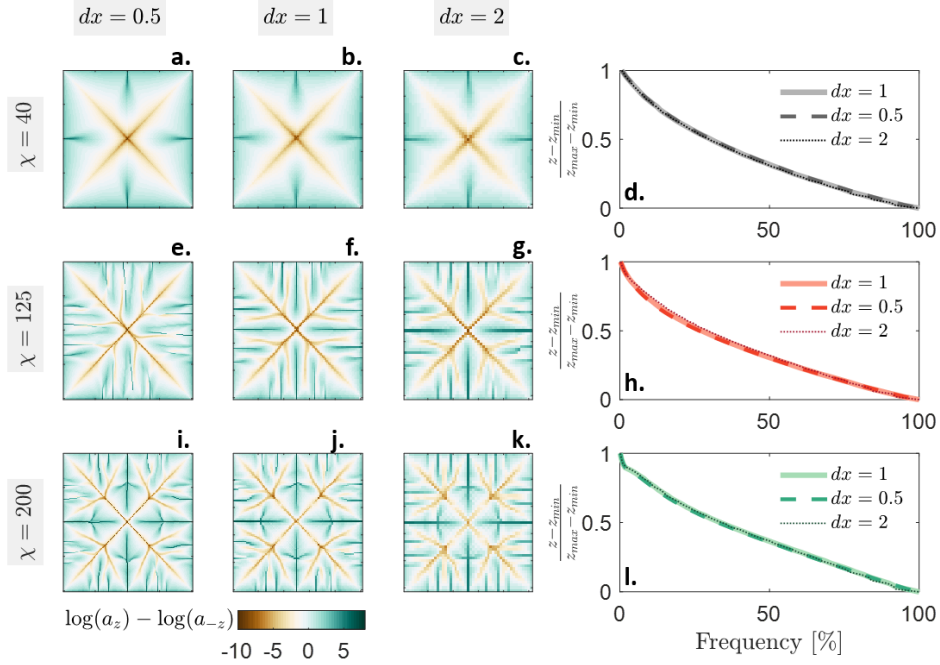 dx = 0.5 dx = 1 dx = 2
a. b. c.
χ = 40
z−z_min
z_max−z_min
1
0.5
0
dx = 1
dx = 0.5
dx = 2
d.
0 50 100
e. f. g.
χ = 125
z−z_min
z_max−z_min
1
0.5
0
dx = 1
dx = 0.5
dx = 2
h.
0 50 100
i. j. k.
χ = 200
z−z_min
z_max−z_min
1
0.5
0
dx = 1
dx = 0.5
dx = 2
l.
0 50 100
log(a_z) − log(a_−z)
-10 -5 0 5
Frequency [%]